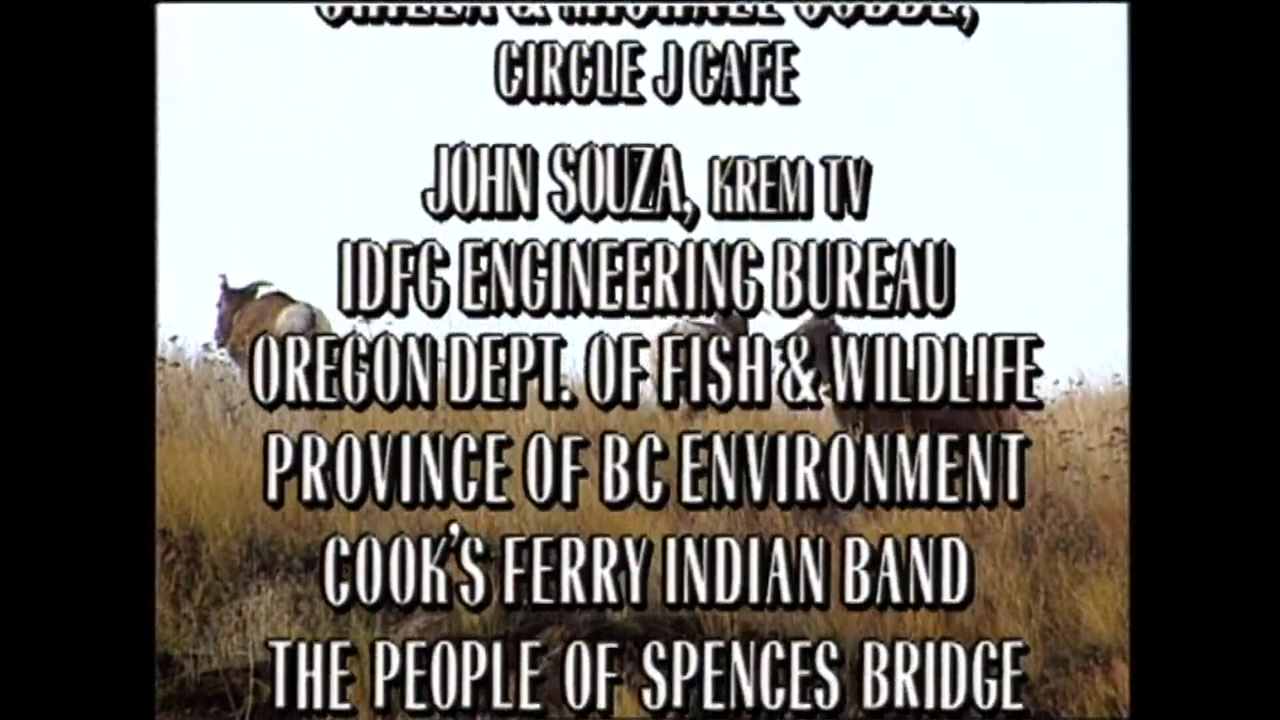 CIRCLE J CAFE
JOHN SOUZA, KREM TV
IDFG ENGINEERING BUREAU
OREGON DEPT. OF FISH & WILDLIFE
PROVINCE OF BC ENVIRONMENT
COOK'S FERRY INDIAN BAND
THE PEOPLE OF SPENCES BRIDGE